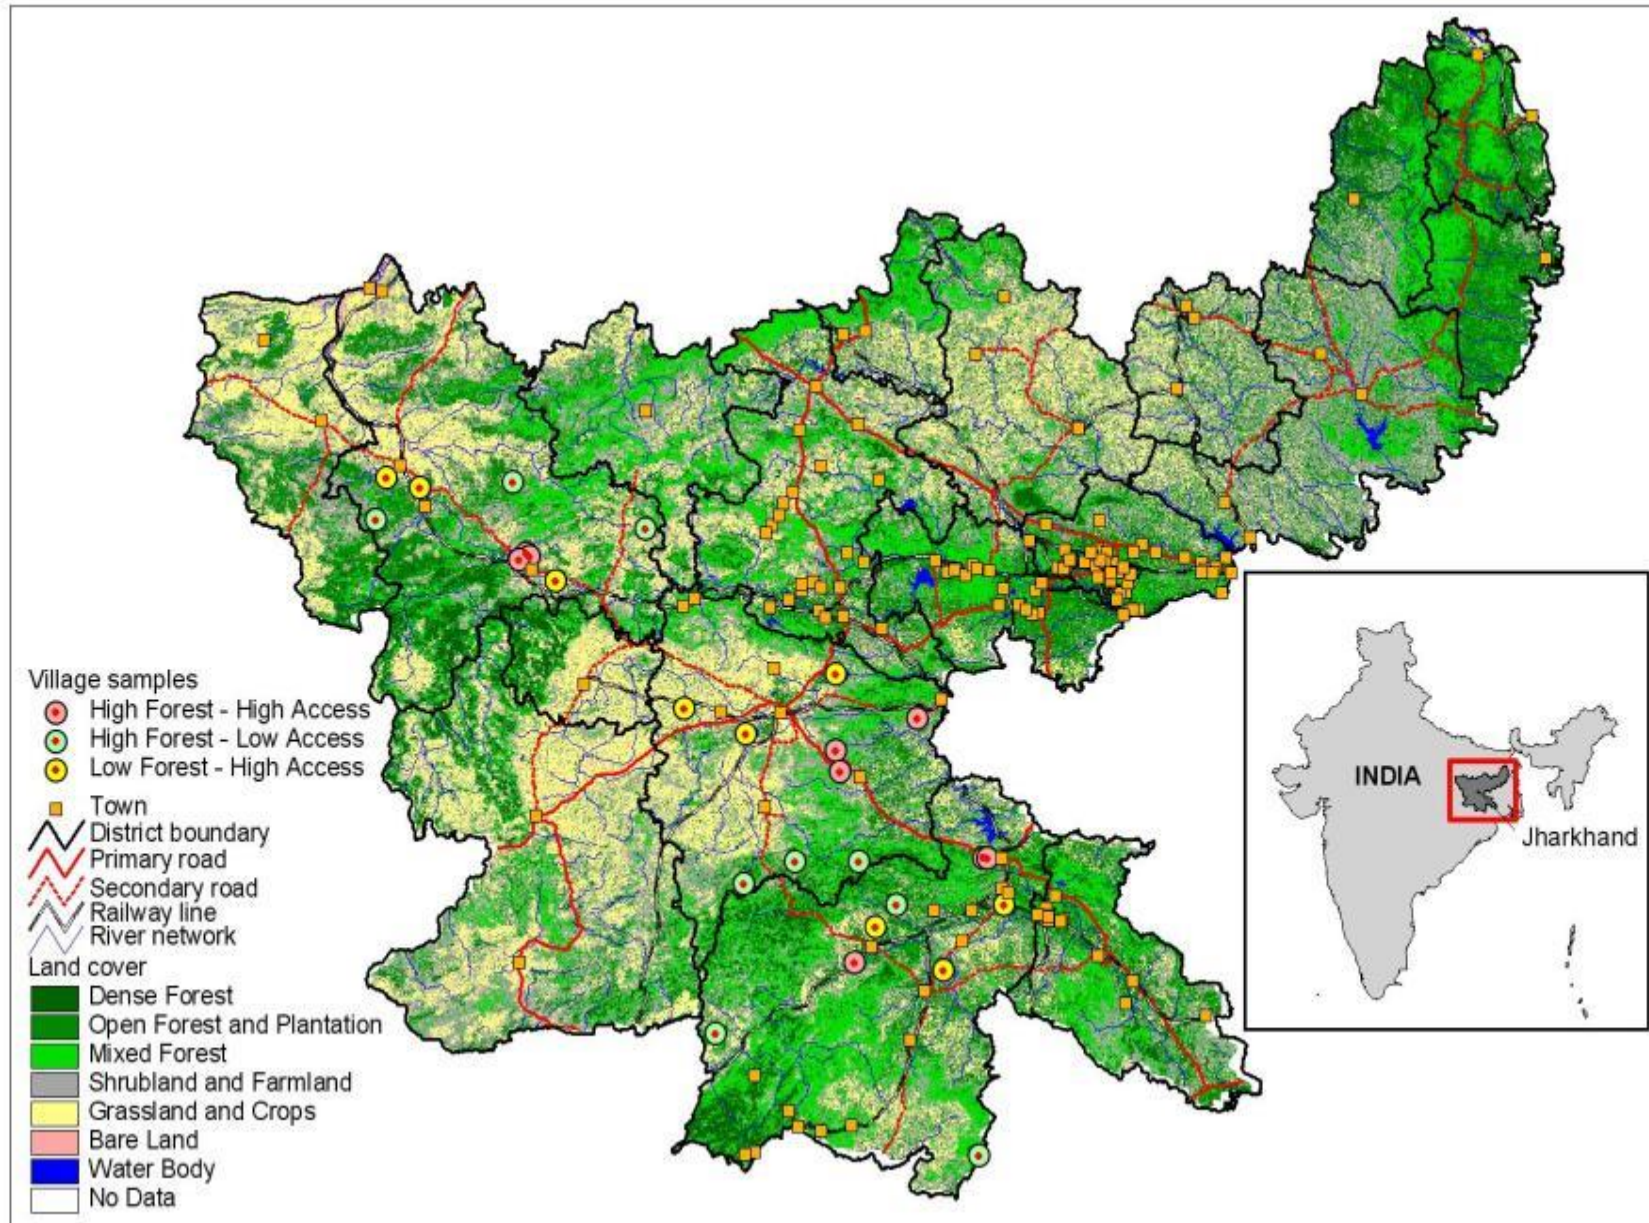 Village samples
High Forest - High Access
High Forest - Low Access
Low Forest - High Access
Town
District boundary
Primary road
Secondary road
Railway line
River network
Land cover
Dense Forest
Open Forest and Plantation
Mixed Forest
Shrubland and Farmland
Grassland and Crops
Bare Land
Water Body
No Data
INDIA
Jharkhand